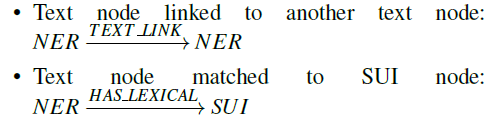 • Text node linked to another text node:
NER —TEXT_LINK→ NER
• Text node matched to SUI node:
NER —HAS_LEXICAL→ SUI